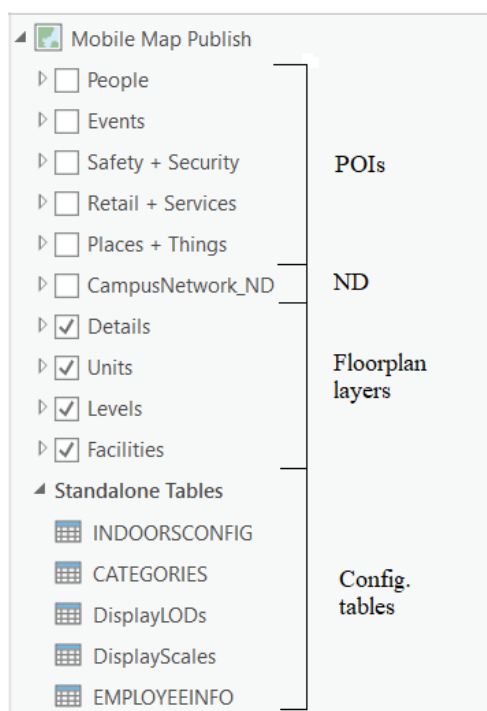 Mobile Map Publish
People
Events
Safety + Security
POIs
Retail + Services
Places + Things
CampusNetwork_ND
ND
Details
Units
Floorplan
layers
Levels
Facilities
Standalone Tables
INDOORSCONFIG
CATEGORIES
Config.
tables
DisplayLODs
DisplayScales
EMPLOYEEINFO